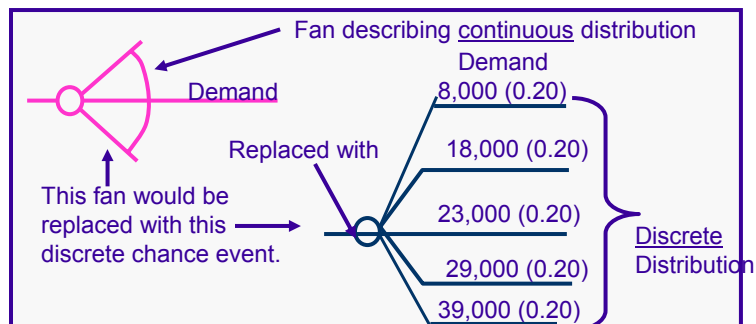 Fan describing continuous distribution
Demand
Demand
8,000 (0.20)
Replaced with
18,000 (0.20)
This fan would be
replaced with this
discrete chance event.
23,000 (0.20)
Discrete
Distribution
29,000 (0.20)
39,000 (0.20)